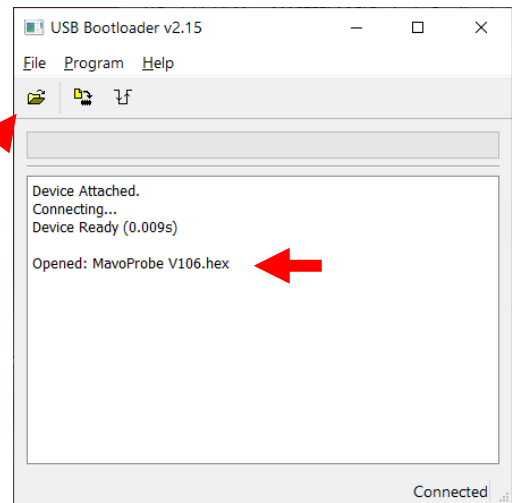 USB Bootloader v2.15
File Program Help
Device Attached.
Connecting...
Device Ready (0.009s)
Opened: MavoProbe V106.hex
Connected